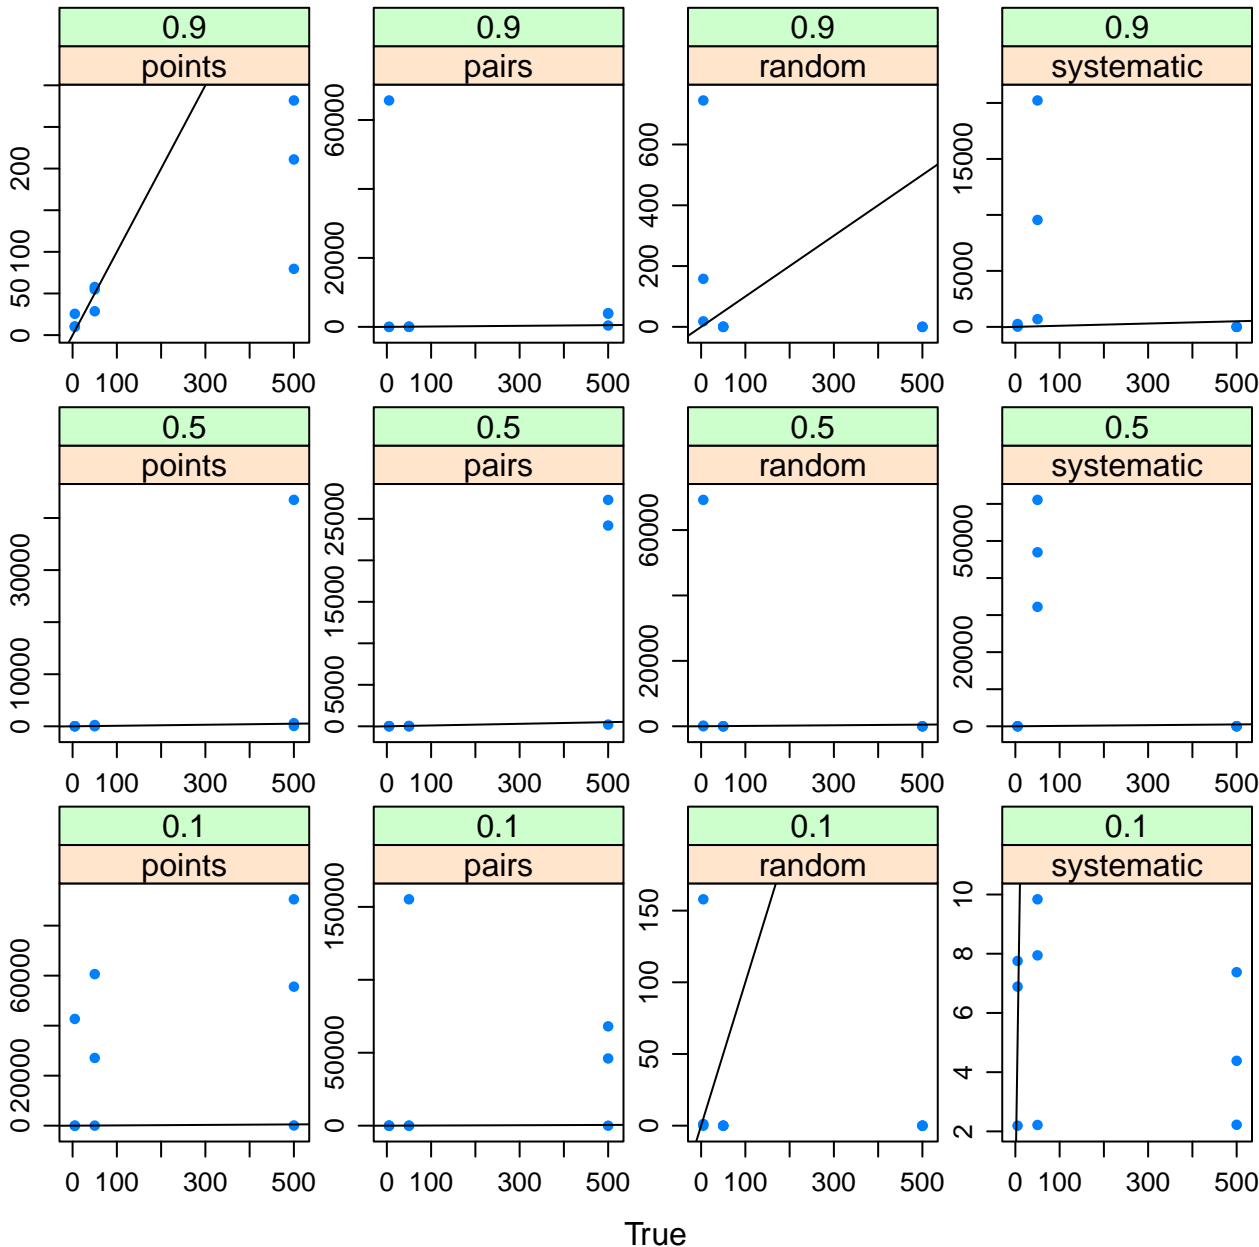 0.9 0.9 0.9 0.9
points pairs random systematic
0 50 100 200
0 20000 60000
0 200 400 600
0 5000 15000
0 100 300 500 0 100 300 500 0 100 300 500 0 100 300 500
0.5 0.5 0.5 0.5
points pairs random systematic
0 10000 30000
0 5000 15000 25000
0 20000 60000
0 20000 50000
0 100 300 500 0 100 300 500 0 100 300 500 0 100 300 500
0.1 0.1 0.1 0.1
points pairs random systematic
0 20000 60000
0 50000 150000
0 50 100 150
2 4 6 8 10
0 100 300 500 0 100 300 500 0 100 300 500 0 100 300 500
True